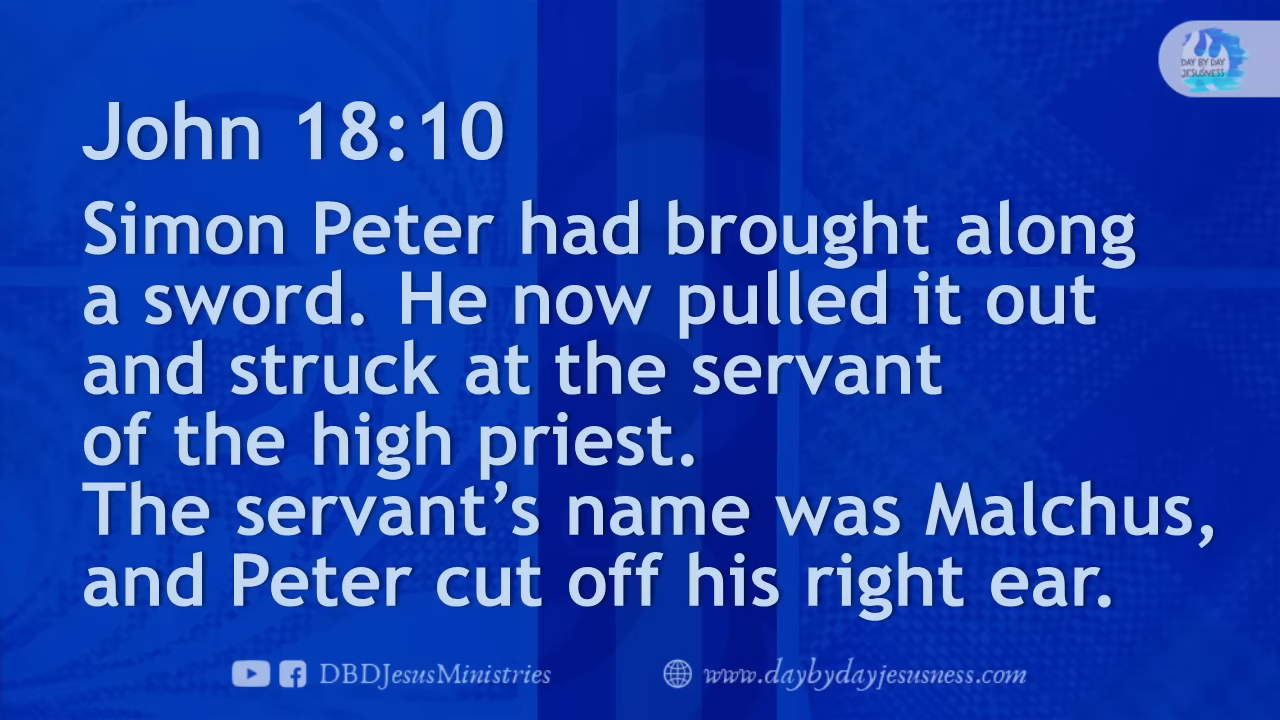 DAY BY DAY
JESUSNESS
John 18:10
Simon Peter had brought along
a sword. He now pulled it out
and struck at the servant
of the high priest.
The servant’s name was Malchus,
and Peter cut off his right ear.
DBDJesusMinistries
www.daybydayjesusness.com